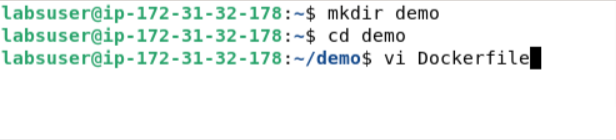 labsuser@ip-172-31-32-178:~$ mkdir demo
labsuser@ip-172-31-32-178:~$ cd demo
labsuser@ip-172-31-32-178:~/demo$ vi Dockerfile